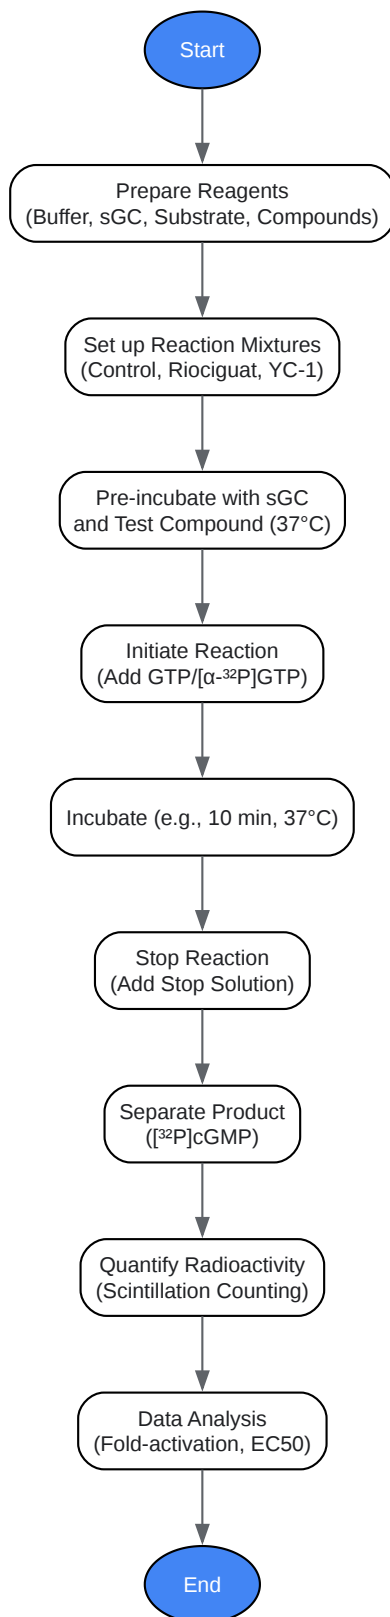 Start
Prepare Reagents
(Buffer, sGC, Substrate, Compounds)
Set up Reaction Mixtures
(Control, Riociguat, YC-1)
Pre-incubate with sGC
and Test Compound (37°C)
Initiate Reaction
(Add GTP/[α-³²P]GTP)
Incubate (e.g., 10 min, 37°C)
Stop Reaction
(Add Stop Solution)
Separate Product
([³²P]cGMP)
Quantify Radioactivity
(Scintillation Counting)
Data Analysis
(Fold-activation, EC50)
End